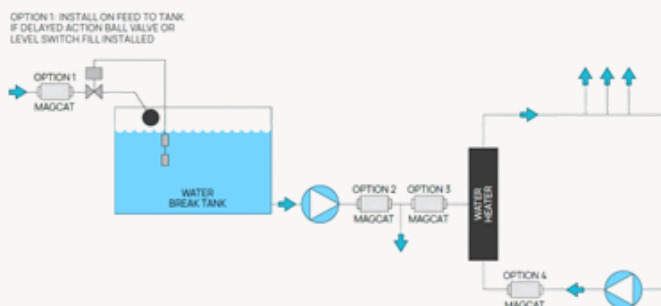 OPTION 1: INSTALL ON FEED TO TANK
IF DELAYED ACTION BALL VALVE OR
LEVEL SWITCH FILL INSTALLED
OPTION 1
MAGCAT
WATER
BREAK TANK
OPTION 2
MAGCAT
OPTION 3
MAGCAT
WATER
HEATER
OPTION 4
MAGCAT